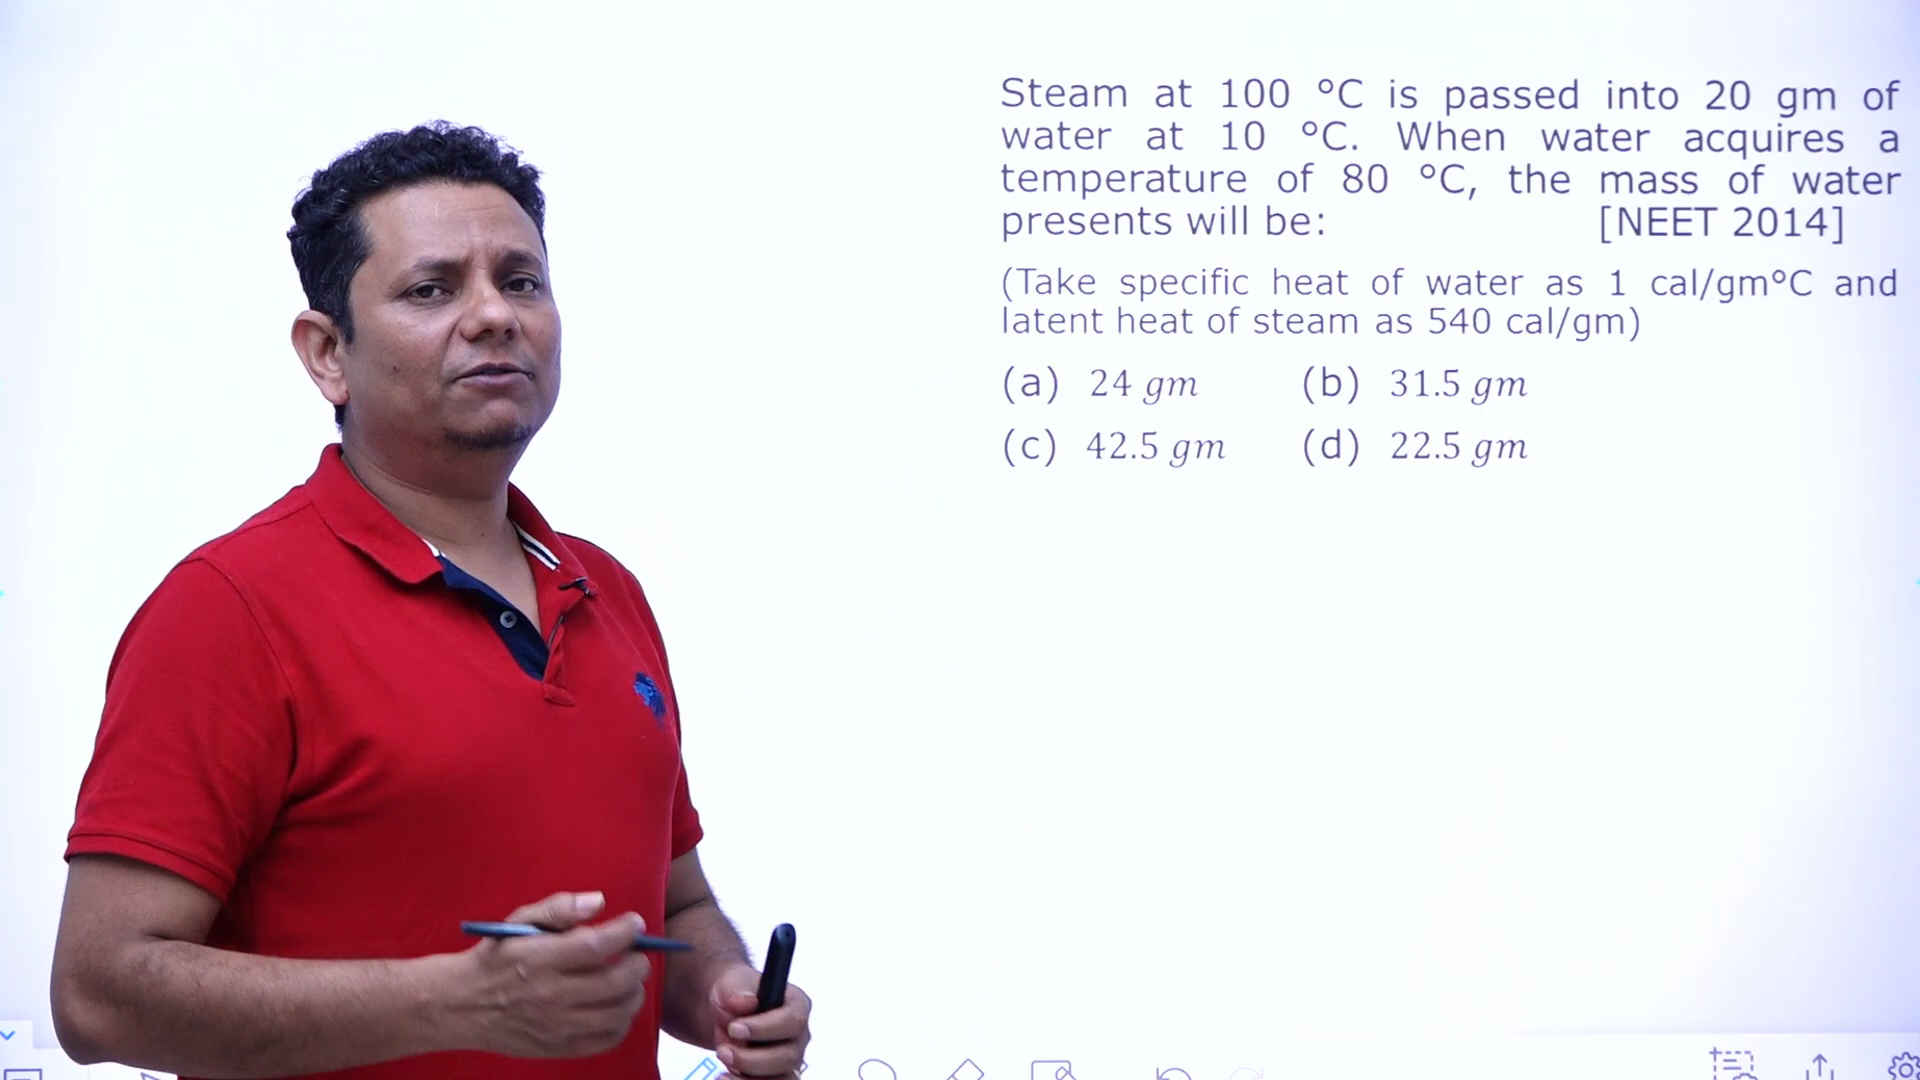 Steam at 100 °C is passed into 20 gm of
water at 10 °C. When water acquires a
temperature of 80 °C, the mass of water
presents will be: [NEET 2014]
(Take specific heat of water as 1 cal/gm°C and
latent heat of steam as 540 cal/gm)
(a) 24 gm (b) 31.5 gm
(c) 42.5 gm (d) 22.5 gm